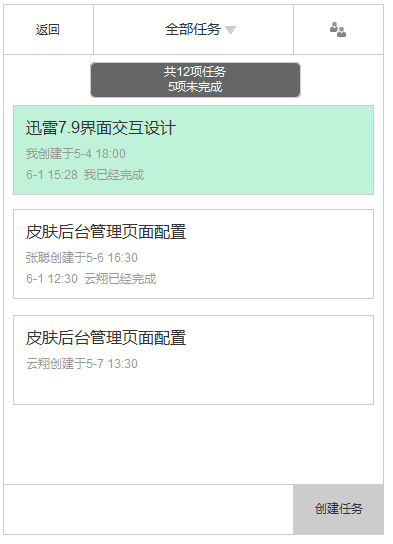 返回
全部任务
共12项任务
5项未完成
迅雷7.9界面交互设计
我创建于5-4 18:00
6-1 15:28 我已经完成
皮肤后台管理页面配置
张聪创建于5-6 16:30
6-1 12:30 云翔已经完成
皮肤后台管理页面配置
云翔创建于5-7 13:30
创建任务